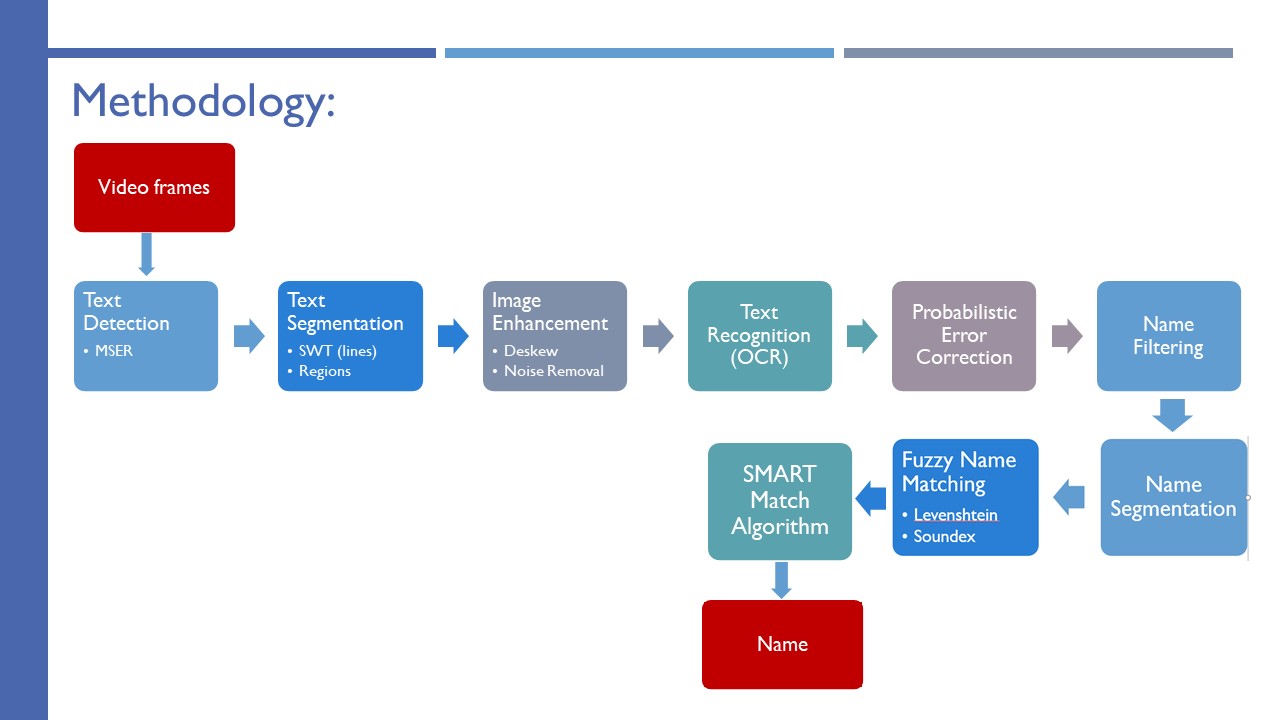 Methodology:
Video frames
Text
Detection
• MSER
Text
Segmentation
• SWT (lines)
• Regions
Image
Enhancement
• Deskew
• Noise Removal
Text
Recognition
(OCR)
Probabilistic
Error
Correction
Name
Filtering
Name
Segmentation
Fuzzy Name
Matching
• Levenshtein
• Soundex
SMART
Match
Algorithm
Name